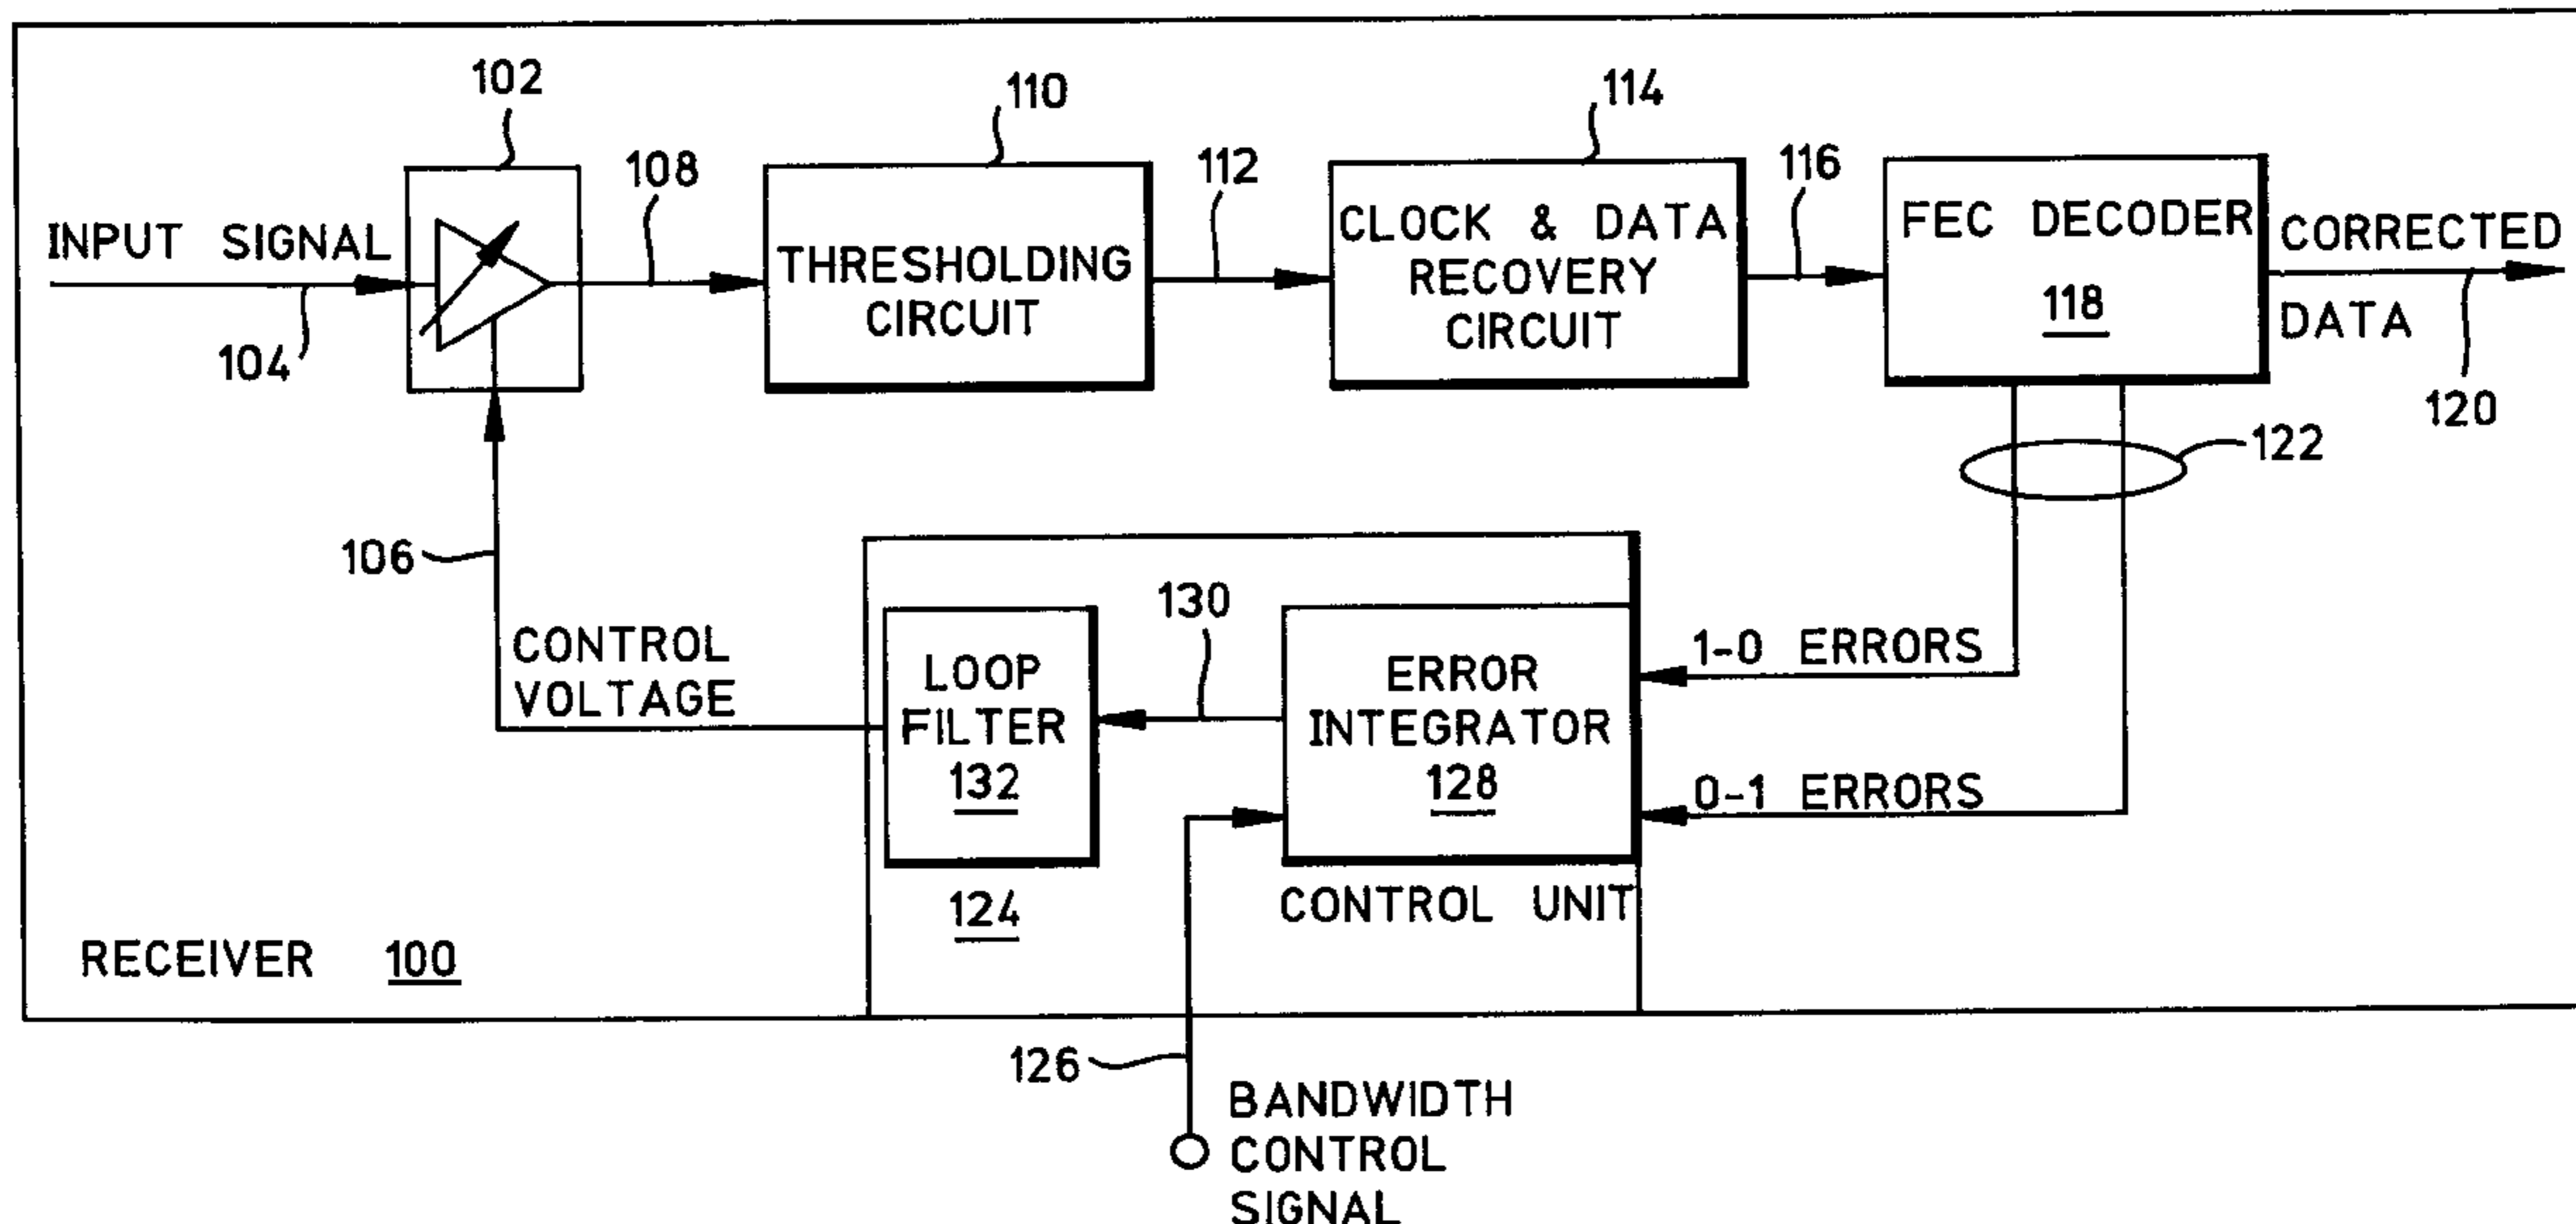 102
110
114
108
112
116
INPUT SIGNAL
104
THRESHOLDING
CIRCUIT
CLOCK & DATA
RECOVERY
CIRCUIT
FEC DECODER
118
CORRECTED
DATA
120
122
106
CONTROL
VOLTAGE
130
LOOP
FILTER
132
ERROR
INTEGRATOR
128
1-0 ERRORS
0-1 ERRORS
124
CONTROL UNIT
RECEIVER 100
126
BANDWIDTH
CONTROL
SIGNAL